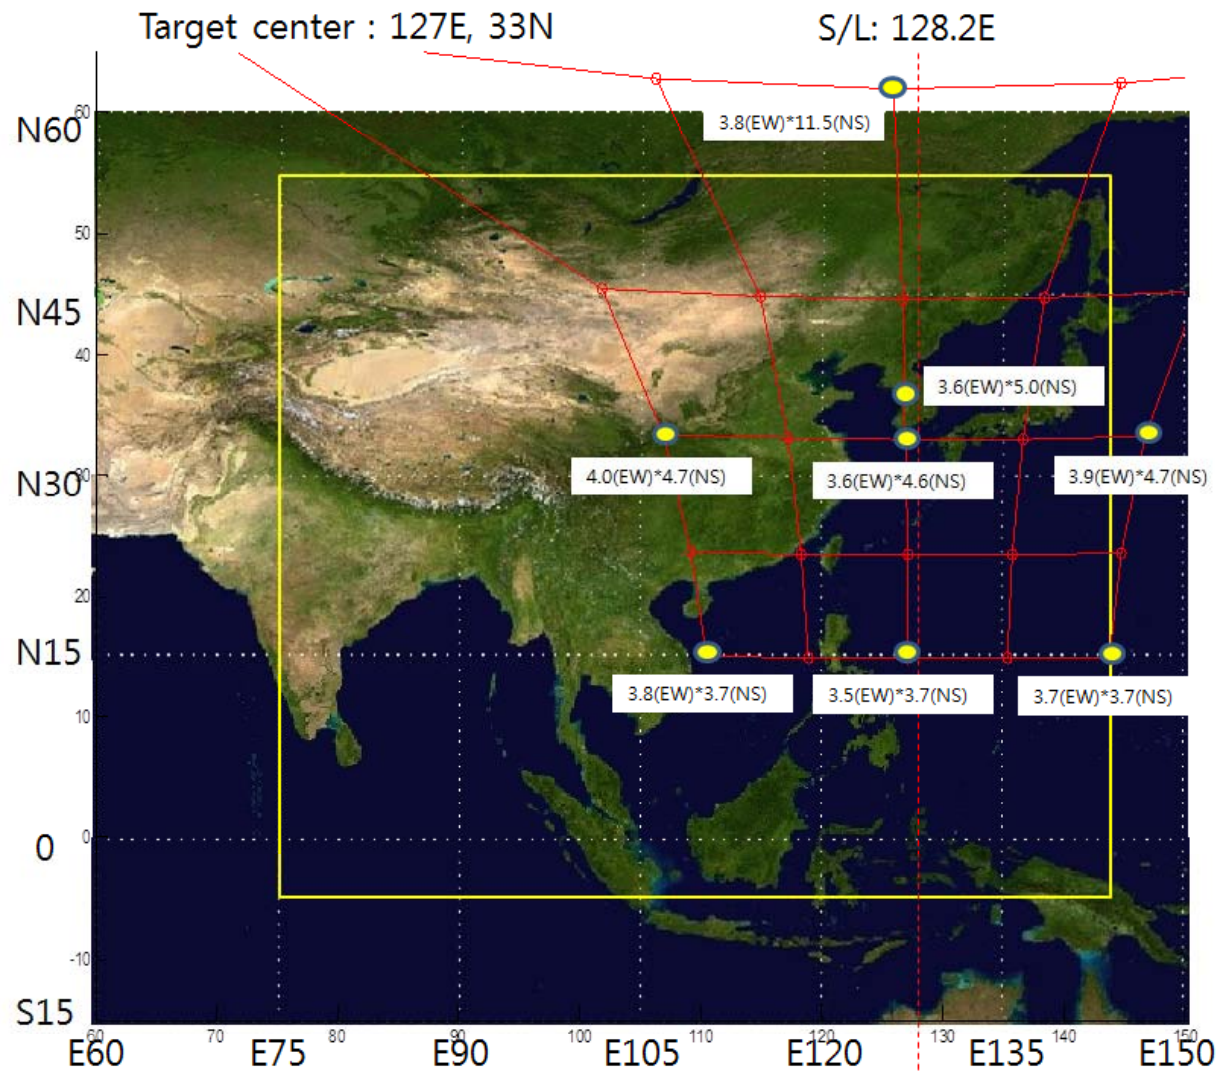 Target center : 127E, 33N
S/L: 128.2E
60
N60
3.8(EW)*11.5(NS)
50
N45
40
3.6(EW)*5.0(NS)
30
N30
4.0(EW)*4.7(NS)
3.6(EW)*4.6(NS)
3.9(EW)*4.7(NS)
20
N15
3.8(EW)*3.7(NS)
3.5(EW)*3.7(NS)
3.7(EW)*3.7(NS)
10
0
0
-10
S15
60
70
80
90
100
110
120
130
140
150
E60
E75
E90
E105
E120
E135
E150